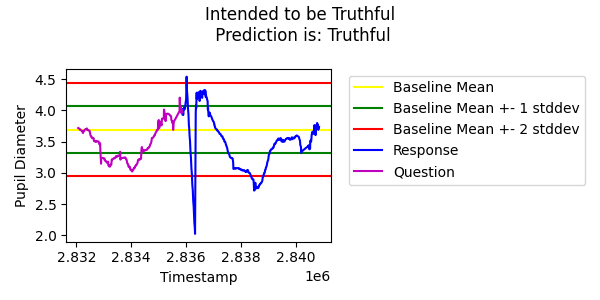 Intended to be Truthful
Prediction is: Truthful
4.5
4.0
3.5
3.0
2.5
2.0
Pupil Diameter
2.832
2.834
2.836
2.838
2.840
1e6
Timestamp
Baseline Mean
Baseline Mean +- 1 stddev
Baseline Mean +- 2 stddev
Response
Question